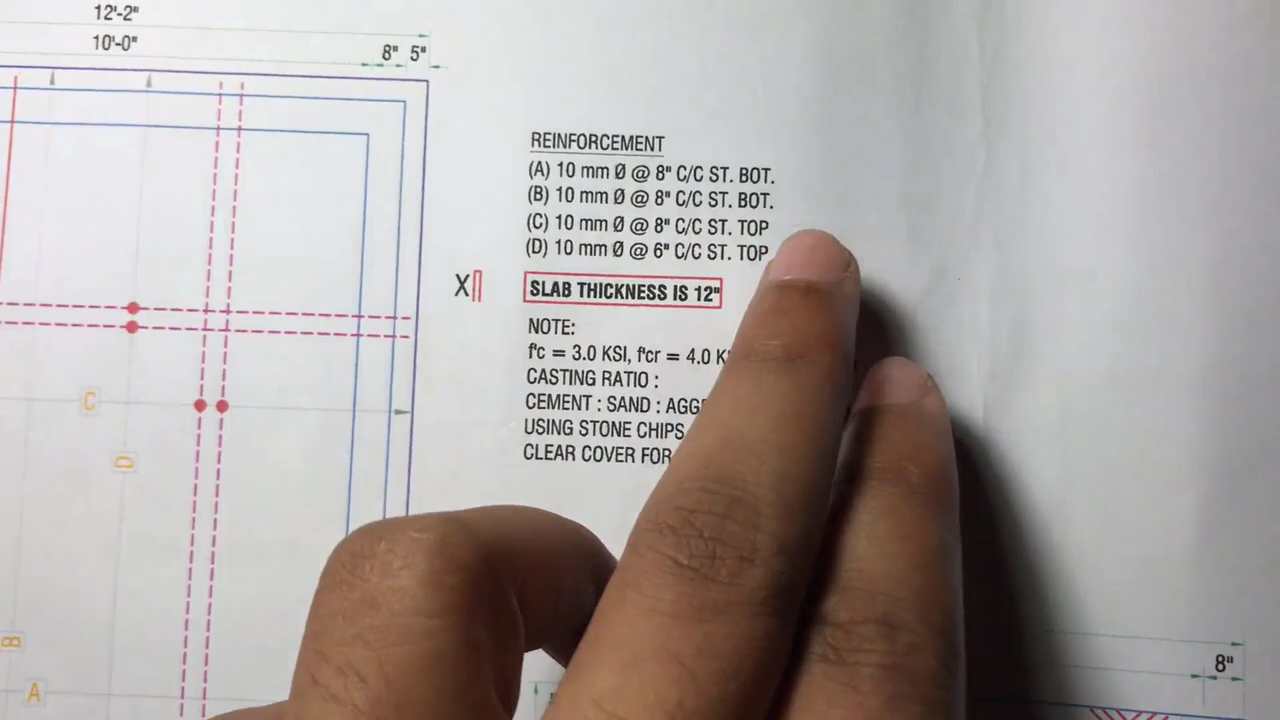 12'-2"
10'-0"
8" 5"
REINFORCEMENT
(A) 10 mm Ø @ 8" C/C ST. BOT.
(B) 10 mm Ø @ 8" C/C ST. BOT.
(C) 10 mm Ø @ 8" C/C ST. TOP
(D) 10 mm Ø @ 6" C/C ST. TOP
X
SLAB THICKNESS IS 12"
NOTE:
f'c = 3.0 KSI, f'cr = 4.0
CASTING RATIO :
CEMENT : SAND :
USING STONE CHIPS
CLEAR COVER FOR
C
D
B
A
8"